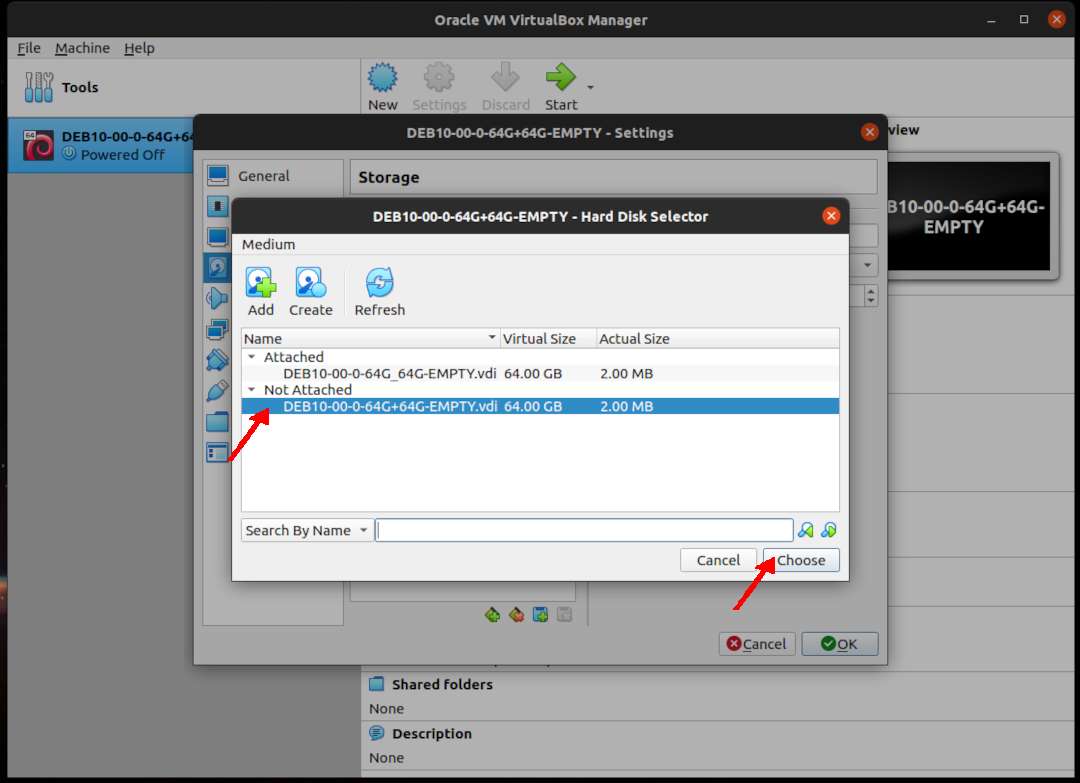 Oracle VM VirtualBox Manager
File Machine Help
Tools
New Settings Discard Start
64
DEB10-00-0-64G+64
Powered Off
DEB10-00-0-64G+64G-EMPTY - Settings
view
General
Storage
B10-00-0-64G+64G-
EMPTY
DEB10-00-0-64G+64G-EMPTY - Hard Disk Selector
Medium
Add Create Refresh
Name Virtual Size Actual Size
Attached
DEB10-00-0-64G_64G-EMPTY.vdi 64.00 GB 2.00 MB
Not Attached
DEB10-00-0-64G+64G-EMPTY.vdi 64.00 GB 2.00 MB
Search By Name
Cancel Choose
Cancel OK
Shared folders
None
Description
None